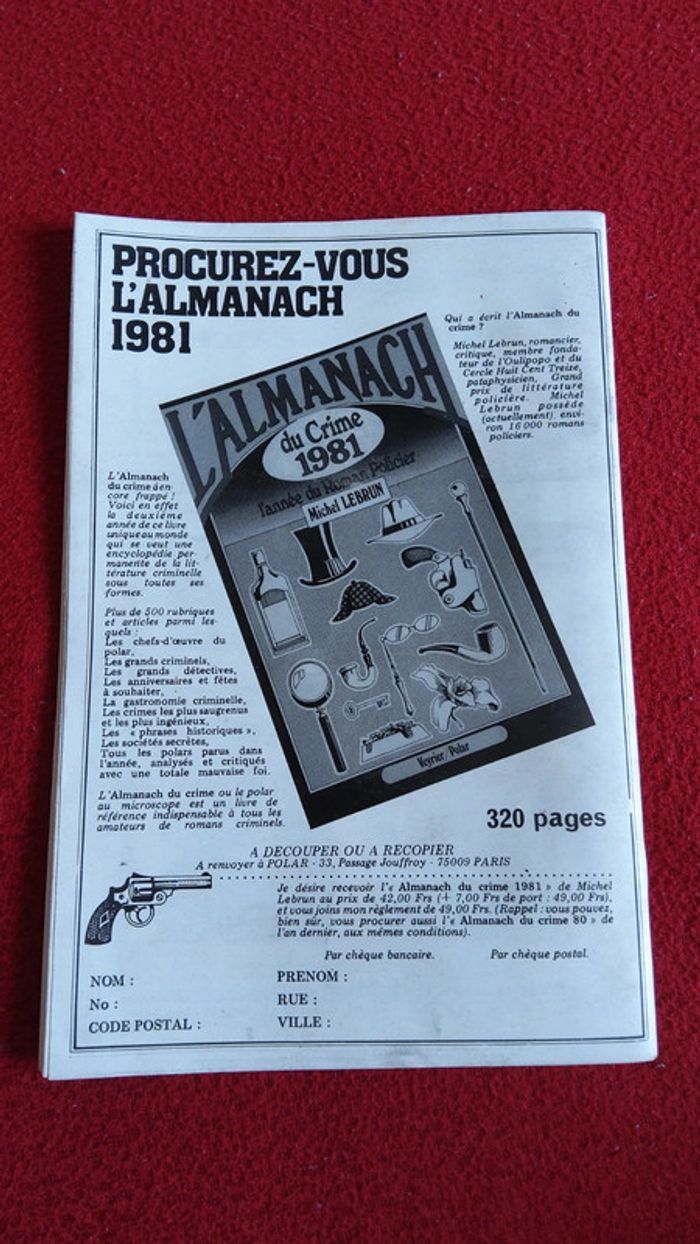 PROCUREZ-VOUS
L'ALMANACH
1981
Qui a écrit l'Almanach du
crime ?
Michel Lebrun, romancier,
critique, membre fonda-
teur de l'Oulipopo et du
Cercle Huit Cent Treize,
pataphysicien, Grand
prix de littérature
policière. Michel
Lebrun possède
(actuellement), envi-
ron 16000 romans
policiers.
L'ALMANACH
du Crime
1981
l'année du Roman Policier
Michel LEBRUN
Veyrier/Polar
L'Almanach
du crime a en-
core frappé !
Voici en effet
la deuxième
année de ce livre
unique au monde
qui se veut une
encyclopédie per-
manente de la lit-
térature criminelle
sous toutes ses
formes.
Plus de 500 rubriques
et articles parmi les-
quels :
Les chefs-d'œuvre du
polar,
Les grands criminels,
Les grands détectives,
Les anniversaires et fêtes
à souhaiter,
La gastronomie criminelle,
Les crimes les plus saugrenus
et les plus ingénieux,
Les « phrases historiques »,
Les sociétés secrètes,
Tous les polars parus dans
l'année, analysés et critiqués
avec une totale mauvaise foi.
L'Almanach du crime ou le polar
au microscope est un livre de
référence indispensable à tous les
amateurs de romans criminels.
320 pages
A DECOUPER OU A RECOPIER
A renvoyer à POLAR - 33, Passage Jouffroy - 75009 PARIS
Je désire recevoir l'« Almanach du crime 1981 » de Michel
Lebrun au prix de 42,00 Frs (+ 7,00 Frs de port : 49,00 Frs),
et vous joins mon règlement de 49,00 Frs. (Rappel : vous pouvez,
bien sûr, vous procurer aussi l'« Almanach du crime 80 » de
l'an dernier, aux mêmes conditions).
Par chèque bancaire. Par chèque postal.
NOM : PRENOM :
No : RUE :
CODE POSTAL : VILLE :